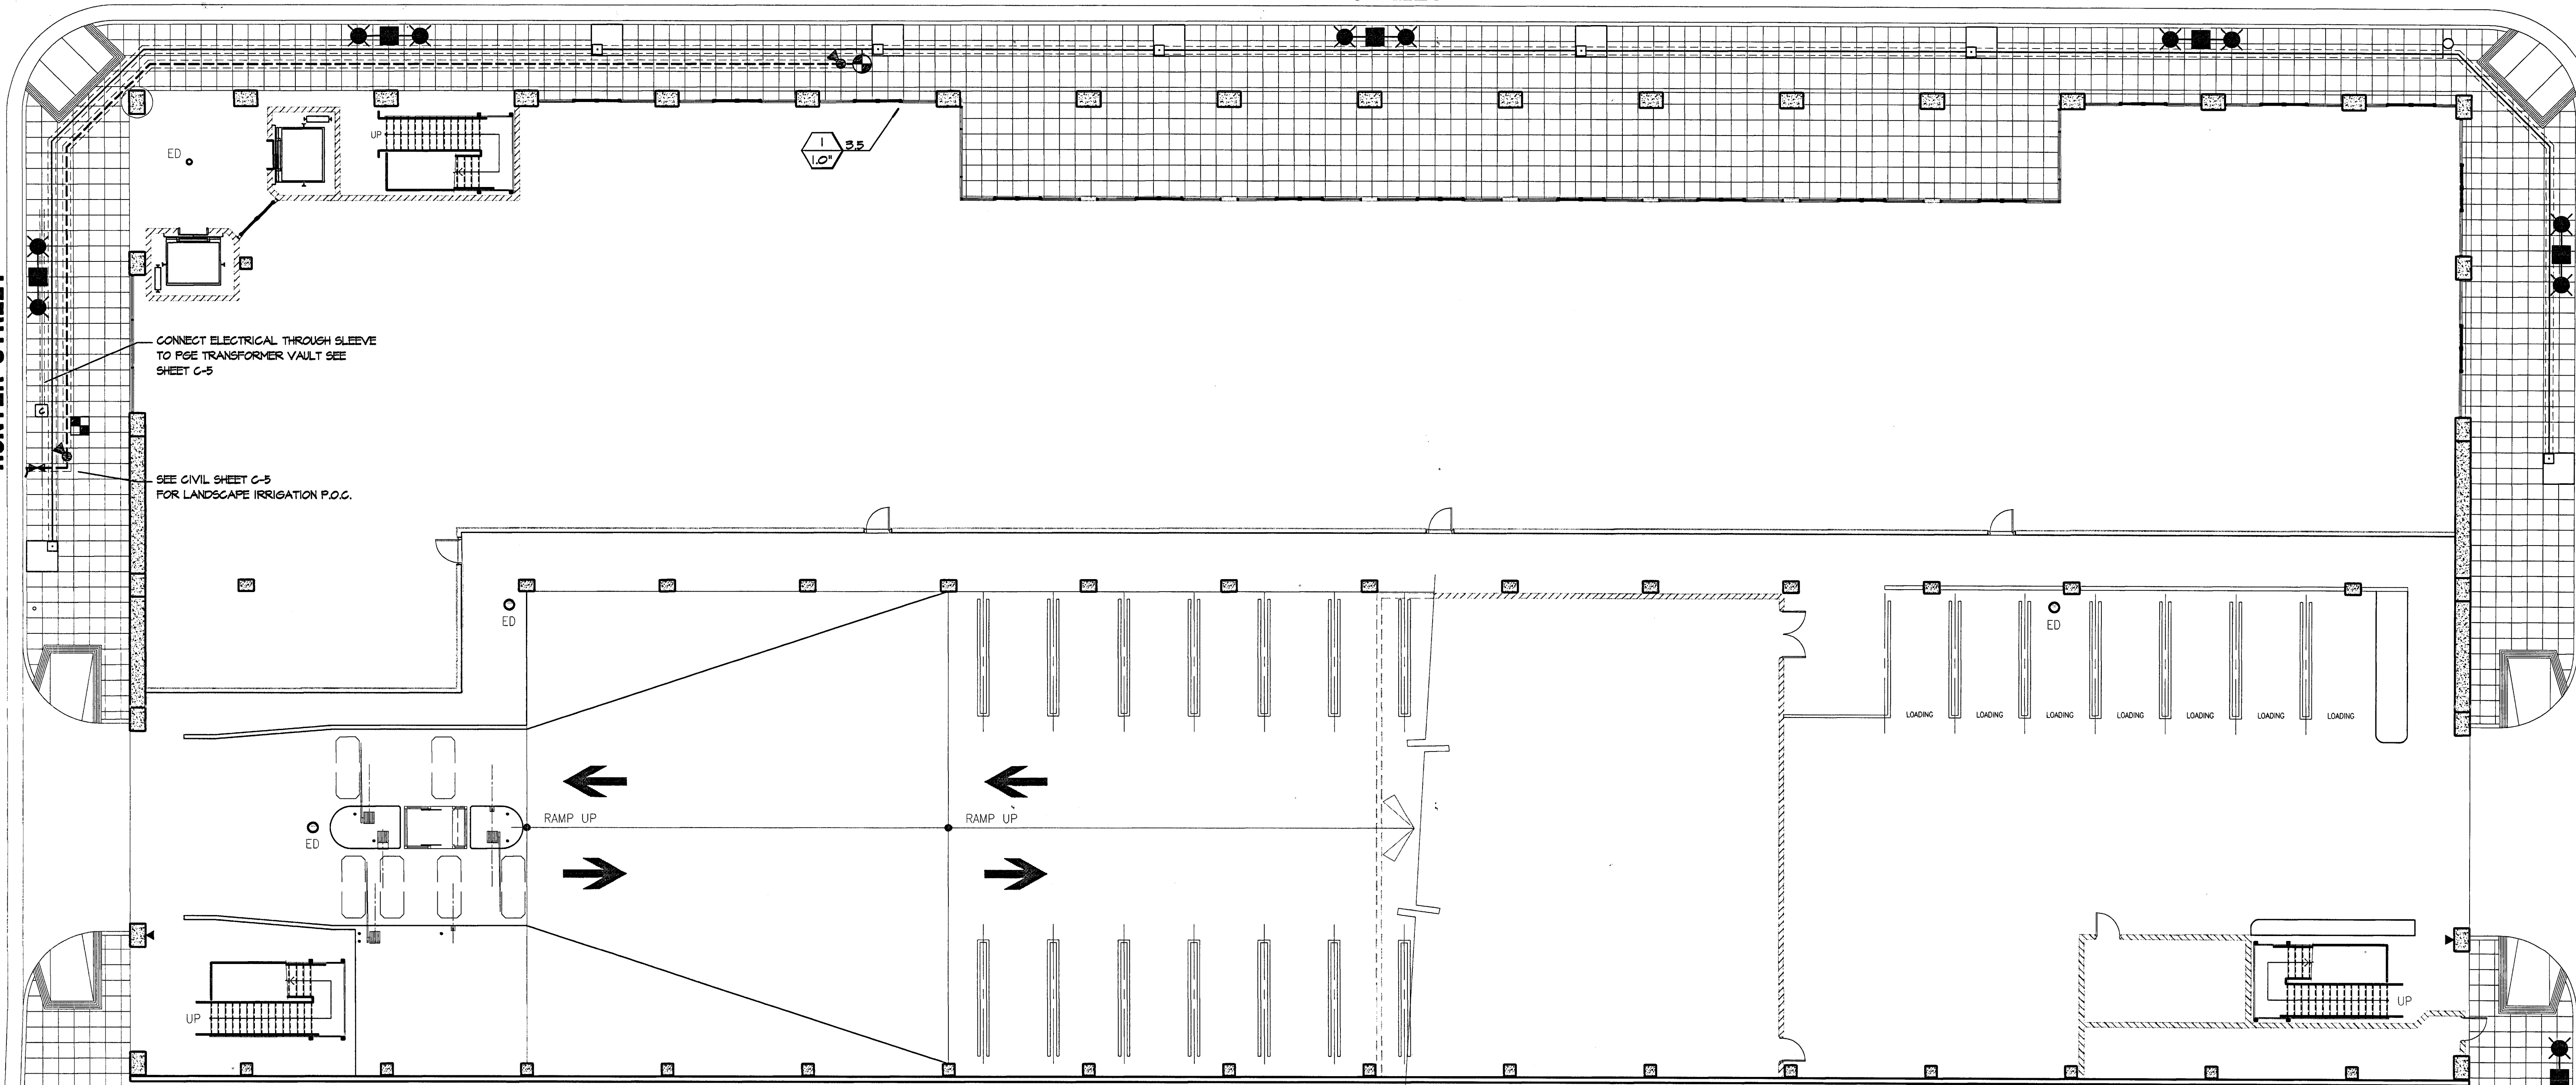 UP
ED
1
1.0"
3.5
CONNECT ELECTRICAL THROUGH SLEEVE
TO PGE TRANSFORMER VAULT SEE
SHEET C-5
C
SEE CIVIL SHEET C-5
FOR LANDSCAPE IRRIGATION P.O.C.
ED
ED
LOADING
LOADING
LOADING
LOADING
LOADING
LOADING
LOADING
RAMP UP
RAMP UP
ED
UP
UP